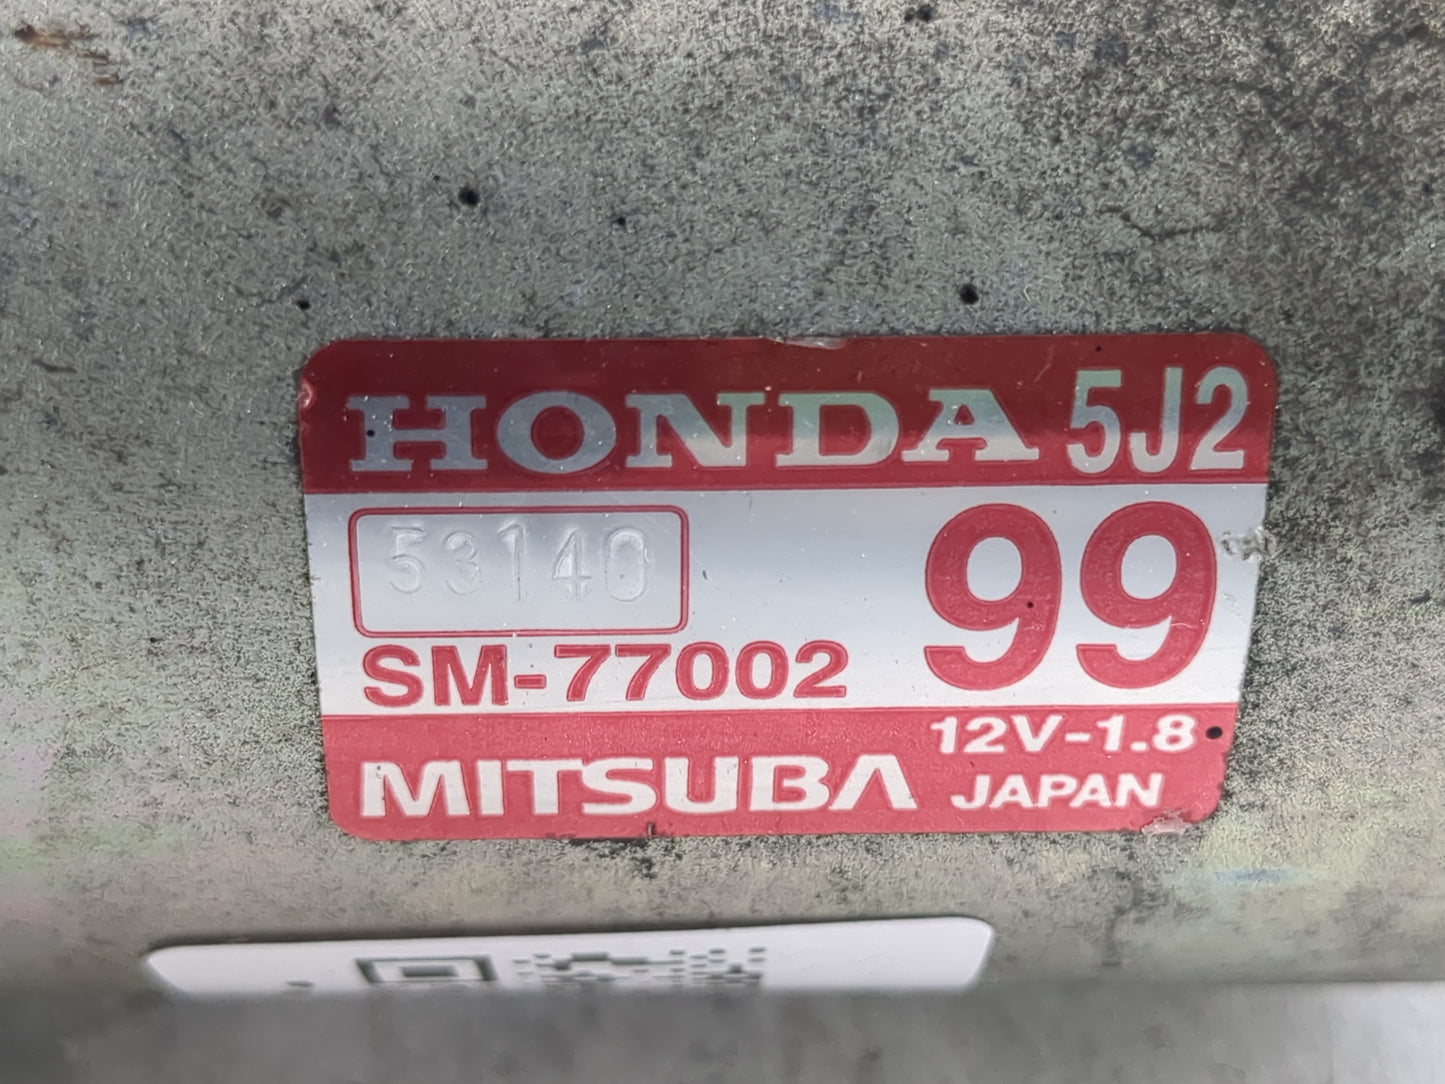 HONDA 5J2
53140
99
SM-77002
12V-1.8
MITSUBA
JAPAN